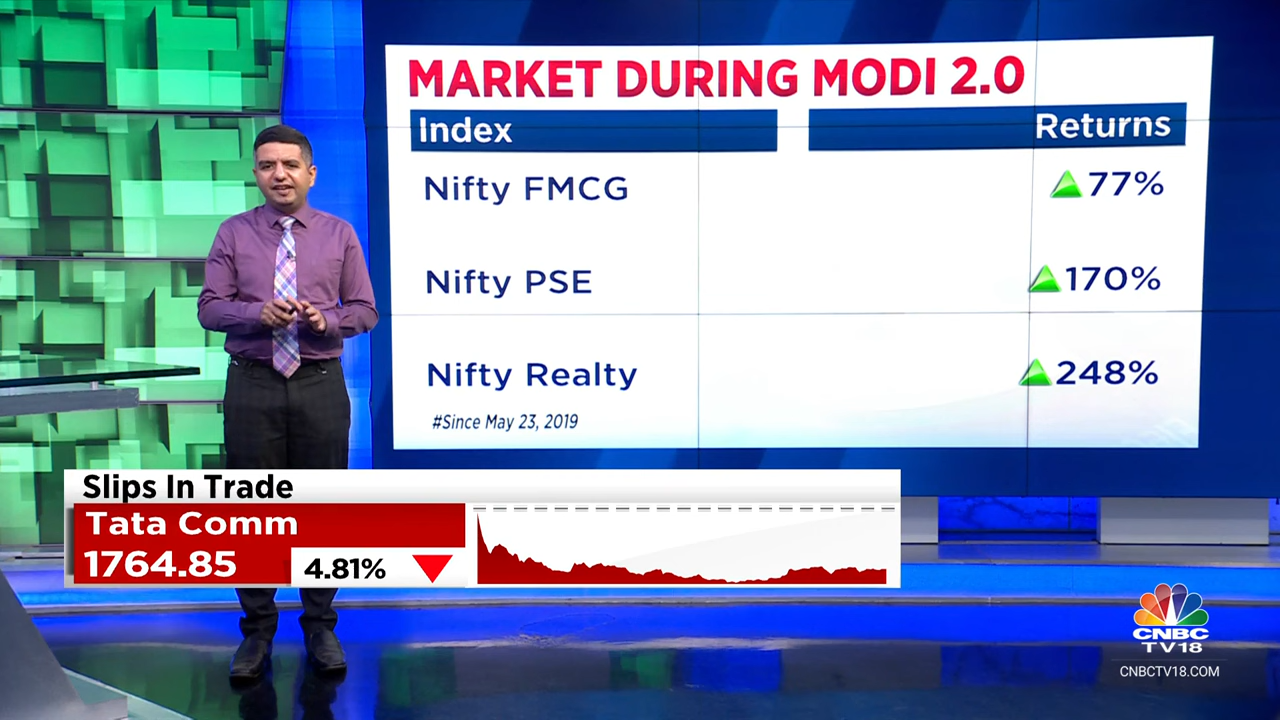 MARKET DURING MODI 2.0
Index Returns
Nifty FMCG 77%
Nifty PSE 170%
Nifty Realty 248%
#Since May 23, 2019
Slips In Trade
Tata Comm
1764.85 4.81%
CNBC
TV18
CNBCTV18.COM